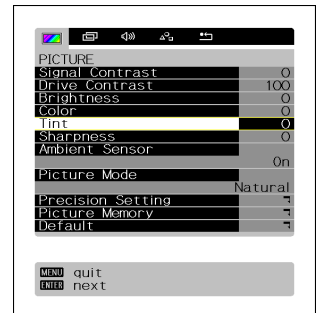 PICTURE
Signal Contrast 0
Drive Contrast 100
Brightness 0
Color 0
Tint 0
Sharpness 0
Ambient Sensor
On
Picture Mode
Natural
Precision Setting
Picture Memory
Default
MENU quit
ENTER next